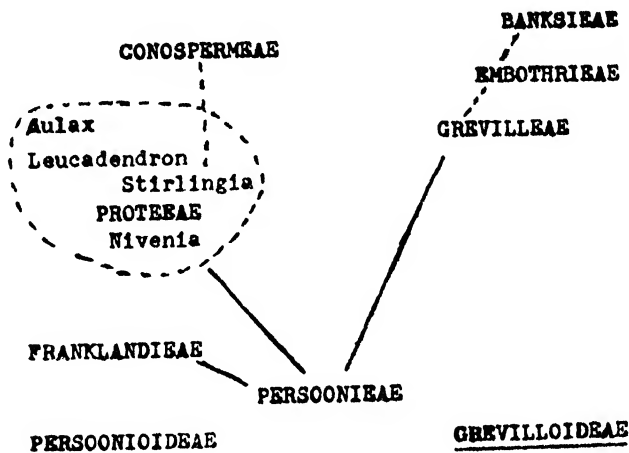 BANKSIEAE
CONOSPERMEAE
EMBOTHRIEAE
Aulax
GREVILLEAE
Leucadendron
Stirlingia
PROTEEAE
Nivenia
FRANKLANDIEAE
PERSOONIEAE
PERSOONIOIDEAE
GREVILLOIDEAE